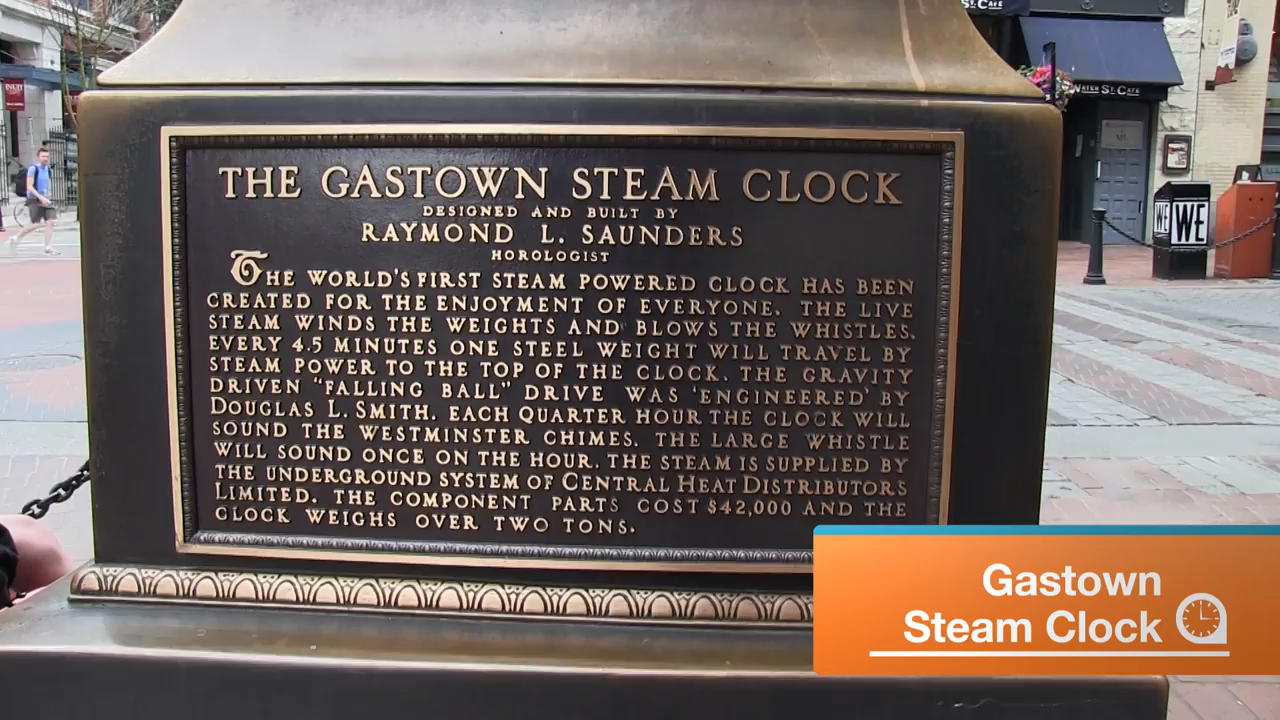 ST. CAFE
WATER ST. CAFE
INUIT
WE WE
THE GASTOWN STEAM CLOCK
DESIGNED AND BUILT BY
RAYMOND L. SAUNDERS
HOROLOGIST
THE WORLD'S FIRST STEAM POWERED CLOCK HAS BEEN
CREATED FOR THE ENJOYMENT OF EVERYONE. THE LIVE
STEAM WINDS THE WEIGHTS AND BLOWS THE WHISTLES.
EVERY 4.5 MINUTES ONE STEEL WEIGHT WILL TRAVEL BY
STEAM POWER TO THE TOP OF THE CLOCK. THE GRAVITY
DRIVEN "FALLING BALL" DRIVE WAS 'ENGINEERED' BY
DOUGLAS L. SMITH. EACH QUARTER HOUR THE CLOCK WILL
SOUND THE WESTMINSTER CHIMES. THE LARGE WHISTLE
WILL SOUND ONCE ON THE HOUR. THE STEAM IS SUPPLIED BY
THE UNDERGROUND SYSTEM OF CENTRAL HEAT DISTRIBUTORS
LIMITED. THE COMPONENT PARTS COST $42,000 AND THE
CLOCK WEIGHS OVER TWO TONS.
Gastown
Steam Clock